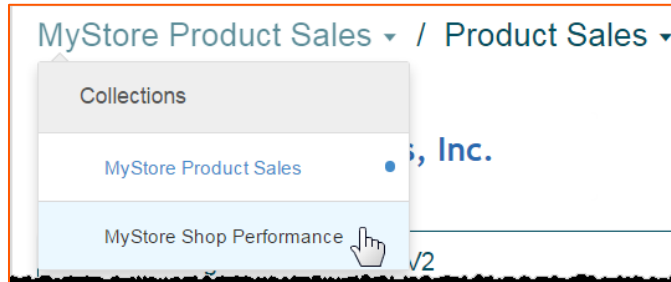 MyStore Product Sales / Product Sales
Collections
, Inc.
MyStore Product Sales
MyStore Shop Performance
V2